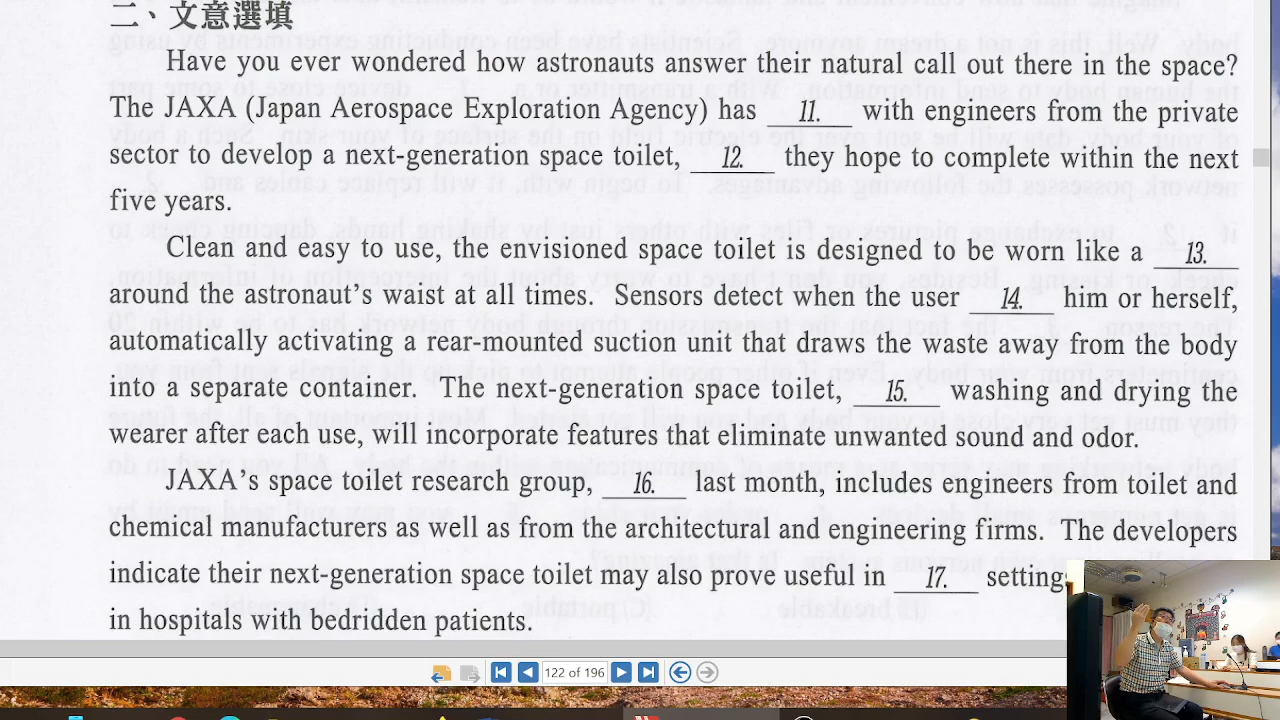 二、文意選填
Have you ever wondered how astronauts answer their natural call out there in the space?
The JAXA (Japan Aerospace Exploration Agency) has 11. with engineers from the private
sector to develop a next-generation space toilet, 12. they hope to complete within the next
five years.
Clean and easy to use, the envisioned space toilet is designed to be worn like a 13.
around the astronaut's waist at all times. Sensors detect when the user 14. him or herself,
automatically activating a rear-mounted suction unit that draws the waste away from the body
into a separate container. The next-generation space toilet, 15. washing and drying the
wearer after each use, will incorporate features that eliminate unwanted sound and odor.
JAXA's space toilet research group, 16. last month, includes engineers from toilet and
chemical manufacturers as well as from the architectural and engineering firms. The developers
indicate their next-generation space toilet may also prove useful in 17.
in hospitals with bedridden patients.
122 of 196